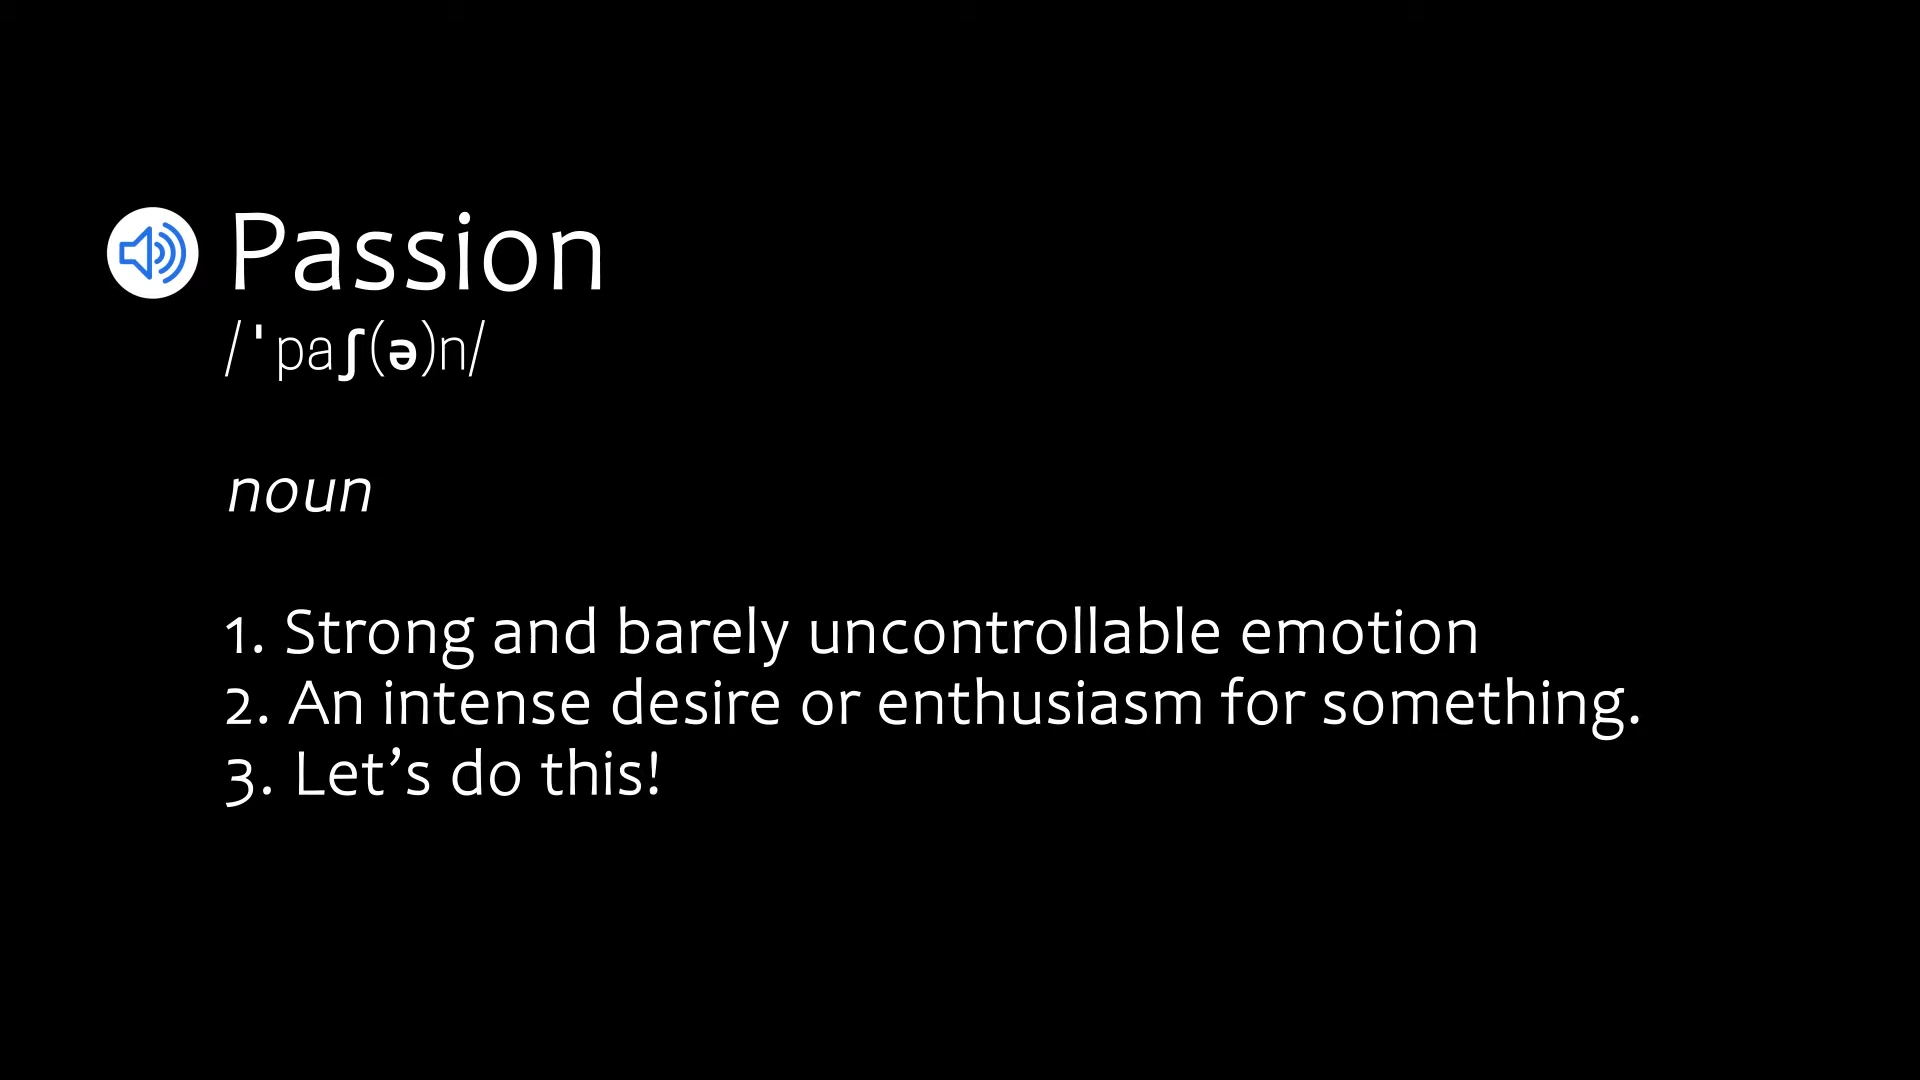 Passion
/ˈpaʃ(ə)n/
noun
1. Strong and barely uncontrollable emotion
2. An intense desire or enthusiasm for something.
3. Let’s do this!